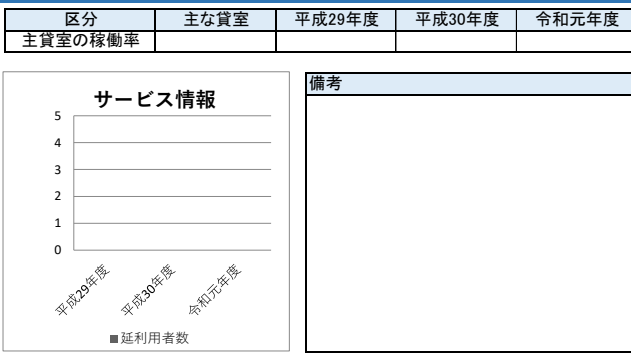 区分 主な貸室 平成29年度 平成30年度 令和元年度
主貸室の稼働率
サービス情報
5
4
3
2
1
0
平成29年度 平成30年度 令和元年度
■延利用者数
備考